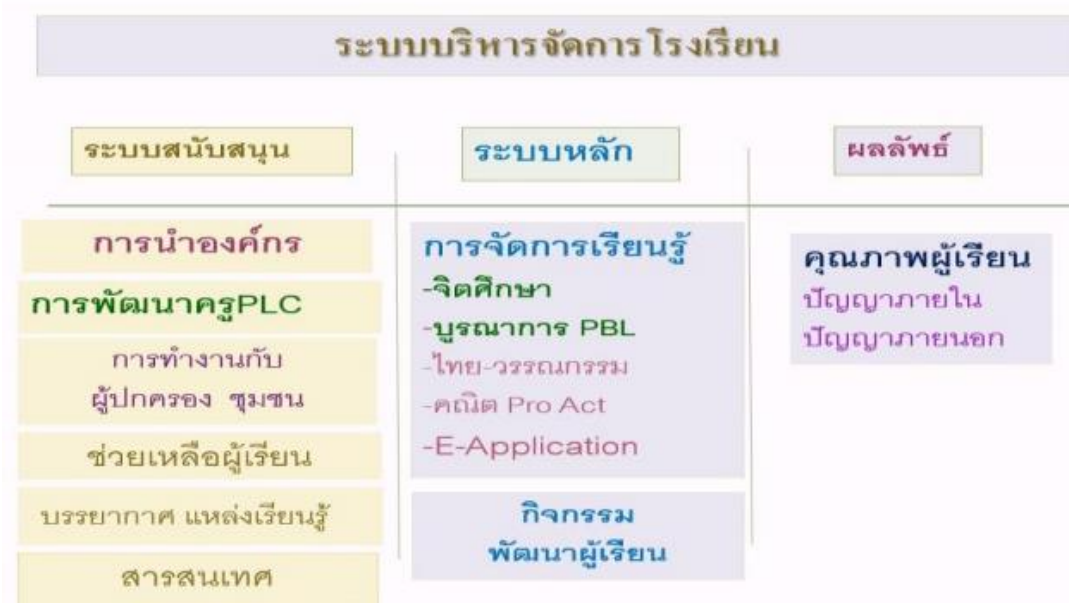 ระบบบริหารจัดการโรงเรียน
ระบบสนับสนุน
ระบบหลัก
ผลลัพธ์
การนำองค์กร
การพัฒนาครูPLC
การทำงานกับ
ผู้ปกครอง ชุมชน
ช่วยเหลือผู้เรียน
บรรยากาศ แหล่งเรียนรู้
สารสนเทศ
การจัดการเรียนรู้
-จิตศึกษา
-บูรณาการ PBL
-ไทย-วรรณกรรม
-คณิต Pro Act
-E-Application
กิจกรรม
พัฒนาผู้เรียน
คุณภาพผู้เรียน
ปัญญาภายใน
ปัญญาภายนอก